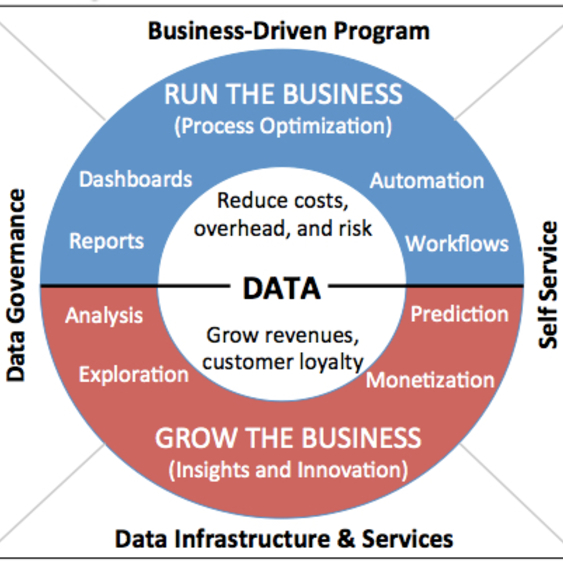 Business-Driven Program
RUN THE BUSINESS
(Process Optimization)
Dashboards
Automation
Reduce costs,
overhead, and risk
Reports
Workflows
Data Governance
Self Service
DATA
Analysis
Prediction
Grow revenues,
customer loyalty
Exploration
Monetization
GROW THE BUSINESS
(Insights and Innovation)
Data Infrastructure & Services